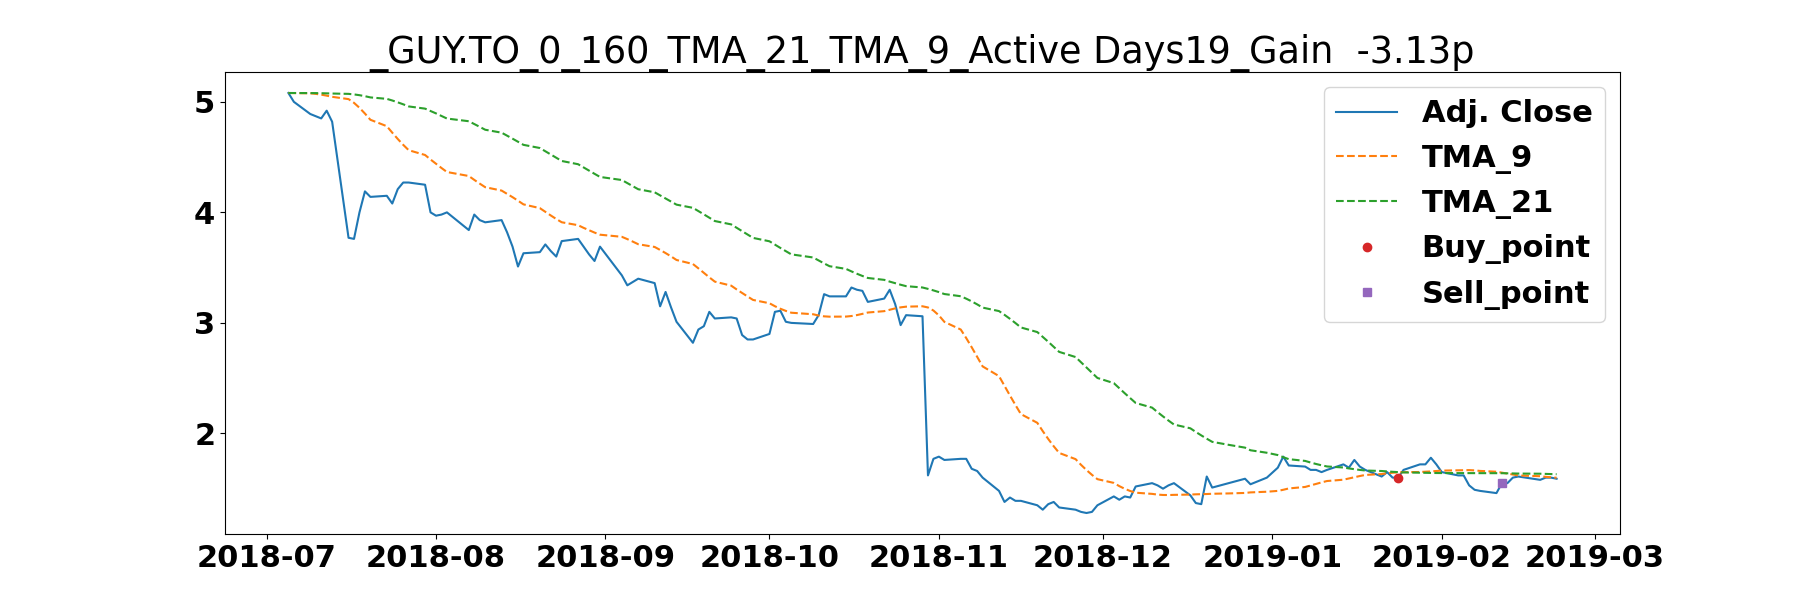 _GUY.TO_0_160_TMA_21_TMA_9_Active Days19_Gain  -3.13p
5
4
3
2
Adj. Close
TMA_9
TMA_21
Buy_point
Sell_point
2018-07 2018-08 2018-09 2018-10 2018-11 2018-12 2019-01 2019-02 2019-03